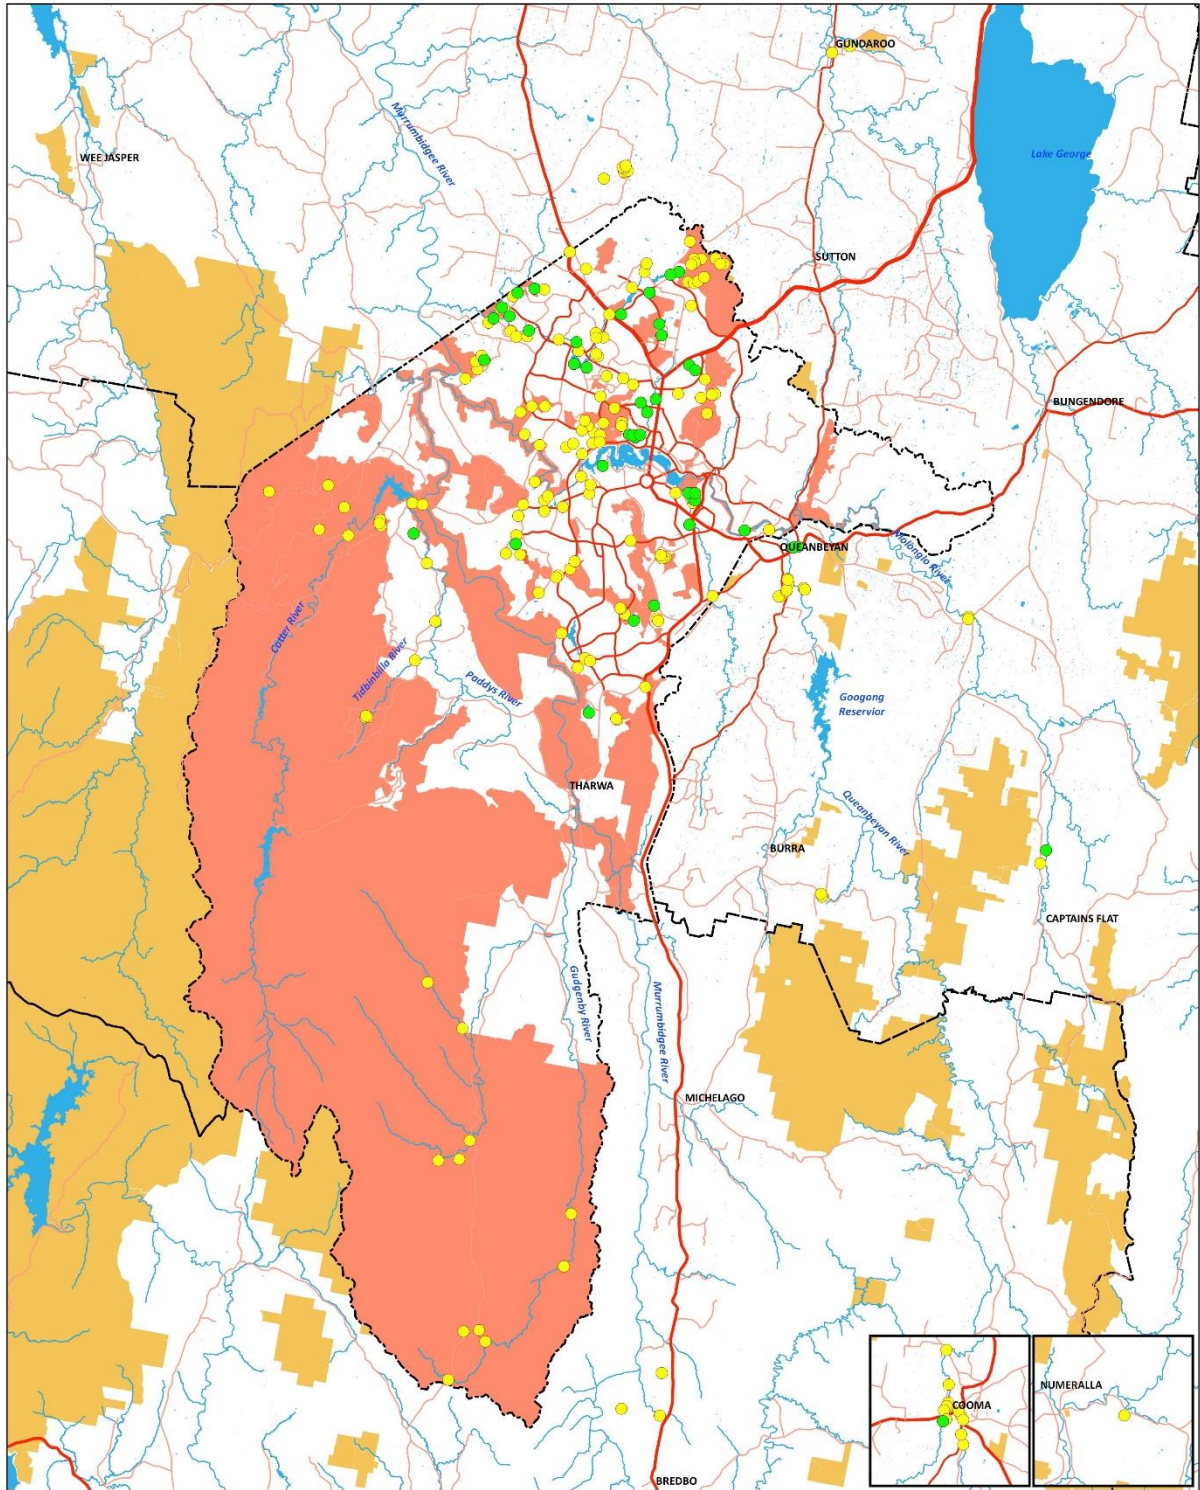 GUNDAROO
Murrumbidgee River
WEE JASPER
Lake George
SUTTON
BUNGENDORE
QUEANBEYAN
Molonglo River
Cotter River
Tidbinbilla River
Paddys River
Googong
Reservior
THARWA
Queanbeyan River
BURRA
CAPTAINS FLAT
Gudgenby River
Murrumbidgee River
MICHELAGO
NUMERALLA
COOMA
BREDBO